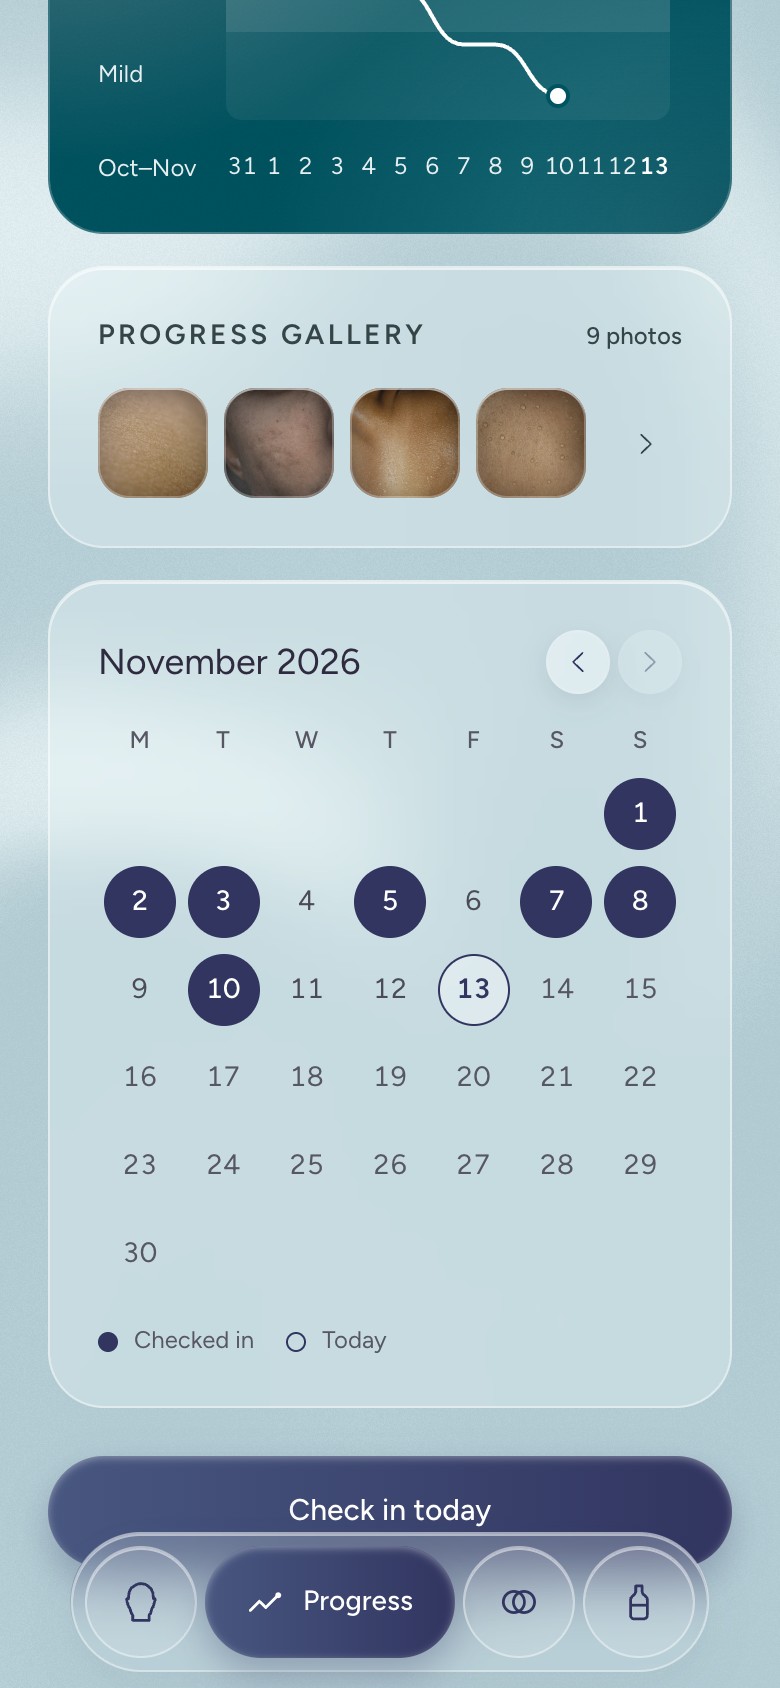 Mild
Oct–Nov 31 1 2 3 4 5 6 7 8 9 10 11 12 13
PROGRESS GALLERY 9 photos
November 2026
M T W T F S S
1
2 3 4 5 6 7 8
9 10 11 12 13 14 15
16 17 18 19 20 21 22
23 24 25 26 27 28 29
30
Checked in Today
Check in today
Progress